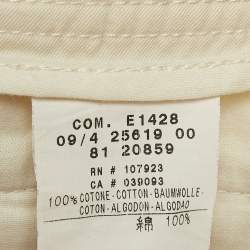 COM. E1428
09/4 25619 00
81 20859
RN # 107923
CA # 039093
100% COTONE-COTTON-BAUMWOLLE-
COTON-ALGODON-ALGODAO
綿 100%